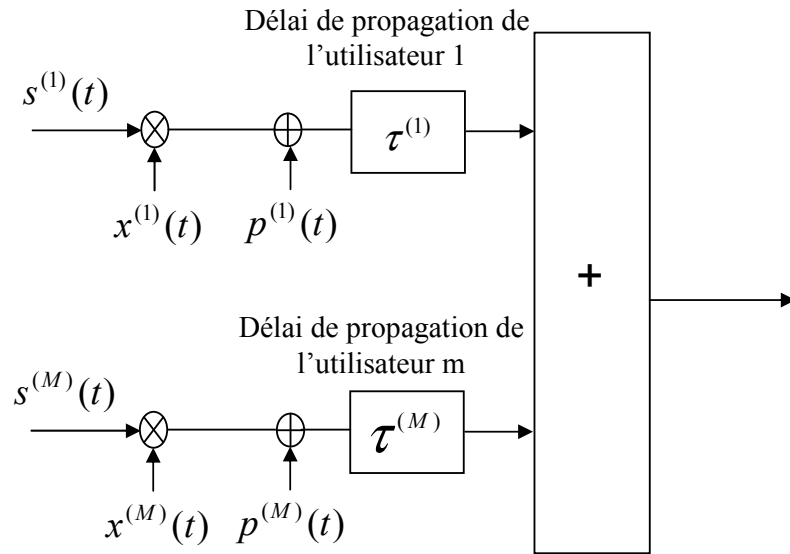 Délai de propagation de
l’utilisateur 1
s^{(1)}(t)
τ^{(1)}
x^{(1)}(t) p^{(1)}(t)
+
Délai de propagation de
l’utilisateur m
s^{(M)}(t)
τ^{(M)}
x^{(M)}(t) p^{(M)}(t)